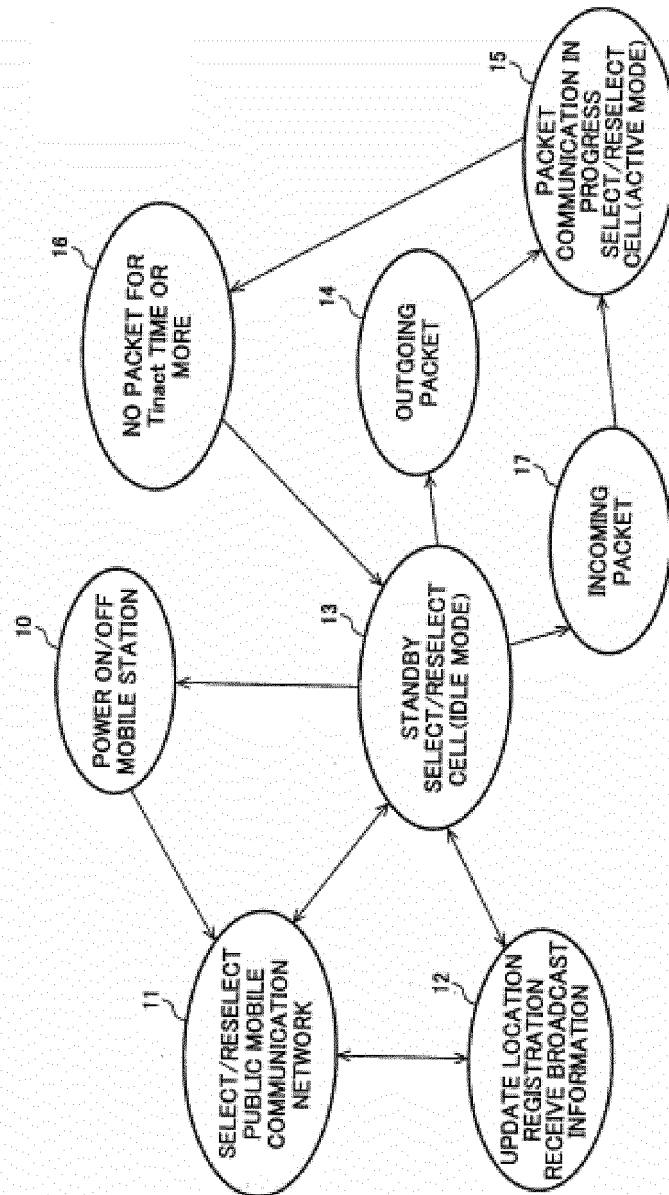 10
POWER ON/OFF
MOBILE STATION
11
SELECT/RESELECT
PUBLIC MOBILE
COMMUNICATION
NETWORK
12
UPDATE LOCATION
REGISTRATION
RECEIVE BROADCAST
INFORMATION
13
STANDBY
SELECT/RESELECT
CELL(IDLE MODE)
14
OUTGOING
PACKET
15
PACKET
COMMUNICATION IN
PROGRESS
SELECT/RESELECT
CELL(ACTIVE MODE)
16
NO PACKET FOR
Tinact TIME OR
MORE
17
INCOMING
PACKET